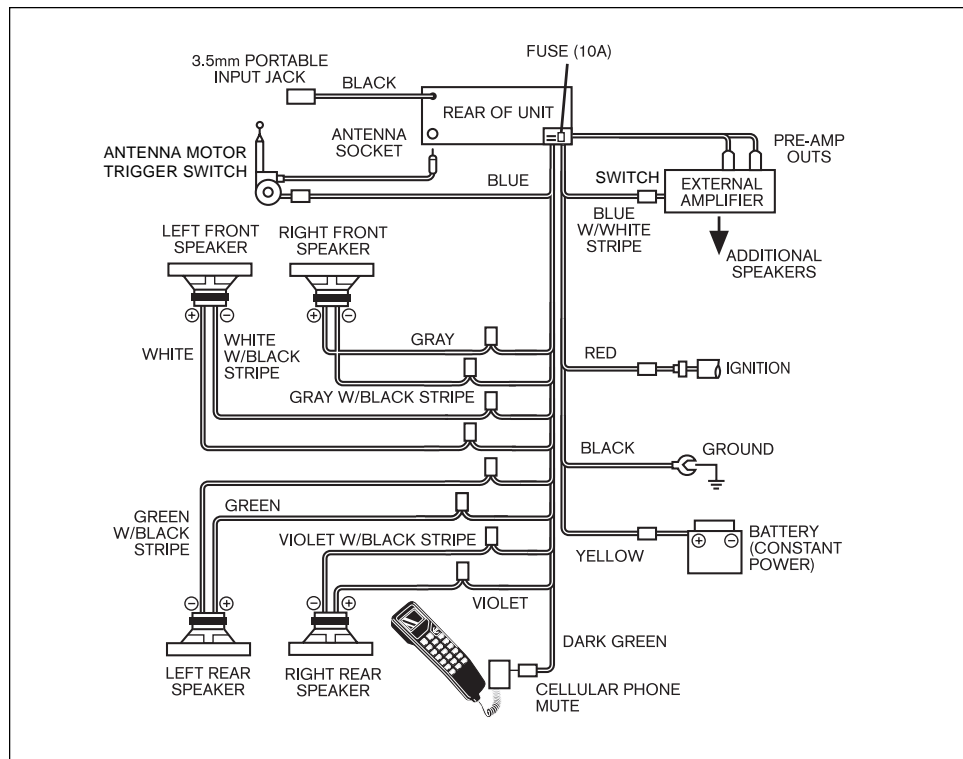 FUSE (10A)
3.5mm PORTABLE
INPUT JACK
BLACK
REAR OF UNIT
ANTENNA
SOCKET
PRE-AMP
OUTS
ANTENNA MOTOR
TRIGGER SWITCH
BLUE
SWITCH
EXTERNAL
AMPLIFIER
BLUE
W/WHITE
STRIPE
ADDITIONAL
SPEAKERS
LEFT FRONT
SPEAKER
RIGHT FRONT
SPEAKER
+
−
+
−
WHITE
WHITE
W/BLACK
STRIPE
GRAY
RED
IGNITION
GRAY W/BLACK STRIPE
BLACK
GROUND
GREEN
W/BLACK
STRIPE
GREEN
VIOLET W/BLACK STRIPE
YELLOW
+
−
BATTERY
(CONSTANT
POWER)
VIOLET
−
+
−
+
LEFT REAR
SPEAKER
RIGHT REAR
SPEAKER
DARK GREEN
CELLULAR PHONE
MUTE